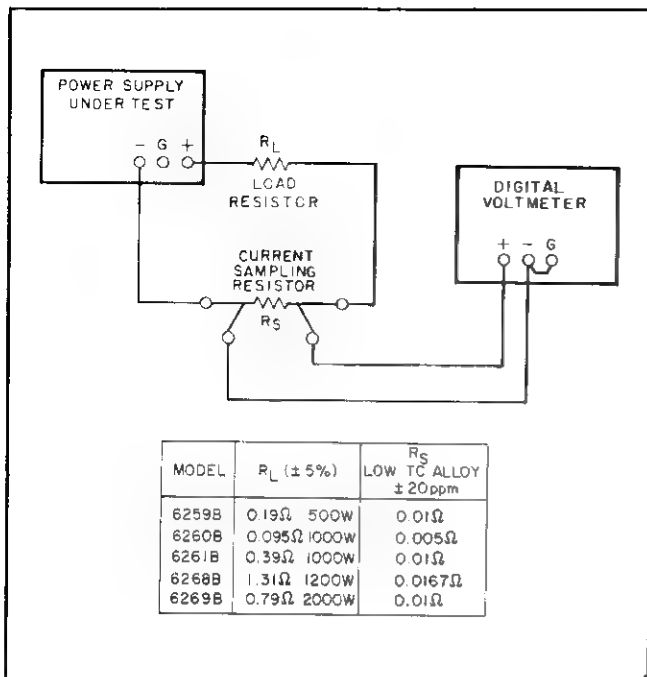 POWER SUPPLY
UNDER TEST
- G +
R_L
LOAD
RESISTOR
DIGITAL
VOLTMETER
+ - G
CURRENT
SAMPLING
RESISTOR
R_S
MODEL R_L (± 5%) R_S LOW TC ALLOY ± 20ppm
6259B 0.19Ω 500W 0.01Ω
6260B 0.095Ω 1000W 0.005Ω
6261B 0.39Ω 1000W 0.01Ω
6268B 1.31Ω 1200W 0.0167Ω
6269B 0.79Ω 2000W 0.01Ω